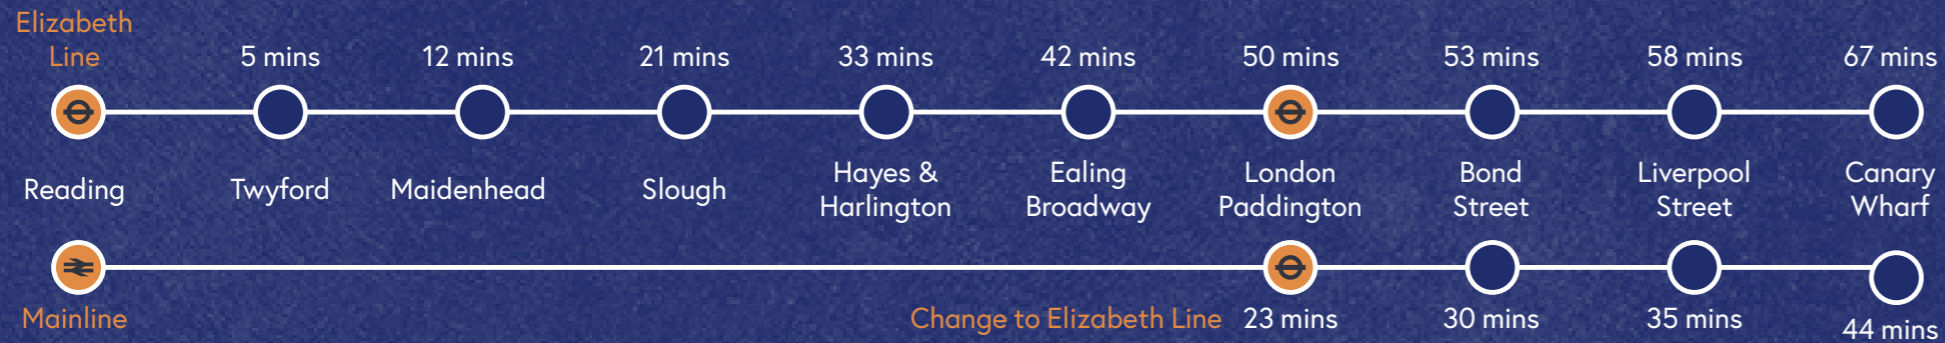 Elizabeth
Line
5 mins
12 mins
21 mins
33 mins
42 mins
50 mins
53 mins
58 mins
67 mins
Reading
Twyford
Maidenhead
Slough
Hayes &
Harlington
Ealing
Broadway
London
Paddington
Bond
Street
Liverpool
Street
Canary
Wharf
Mainline
Change to Elizabeth Line
23 mins
30 mins
35 mins
44 mins